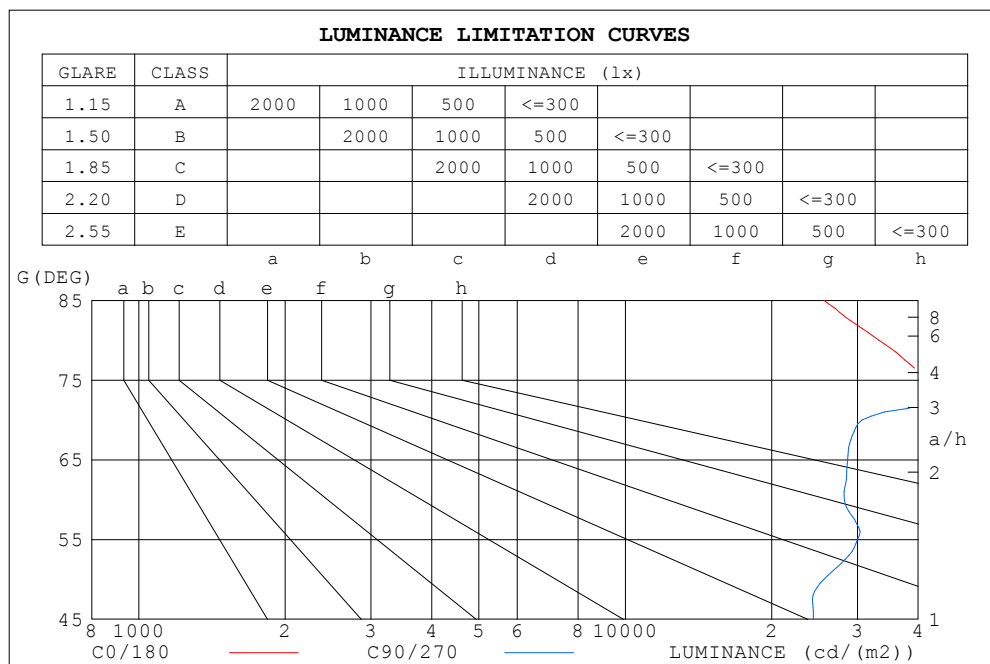 LUMINANCE LIMITATION CURVES
GLARE CLASS ILLUMINANCE (lx)
1.15 A 2000 1000 500 <=300
1.50 B 2000 1000 500 <=300
1.85 C 2000 1000 500 <=300
2.20 D 2000 1000 500 <=300
2.55 E 2000 1000 500 <=300
a b c d e f g h
G(DEG)
a b c d e f g h
85
8
6
75
4
3
a/h
65
2
55
45
1
8 1000 2 3 4 5 6 8 10000 2 3 4
C0/180 C90/270 LUMINANCE (cd/(m2))